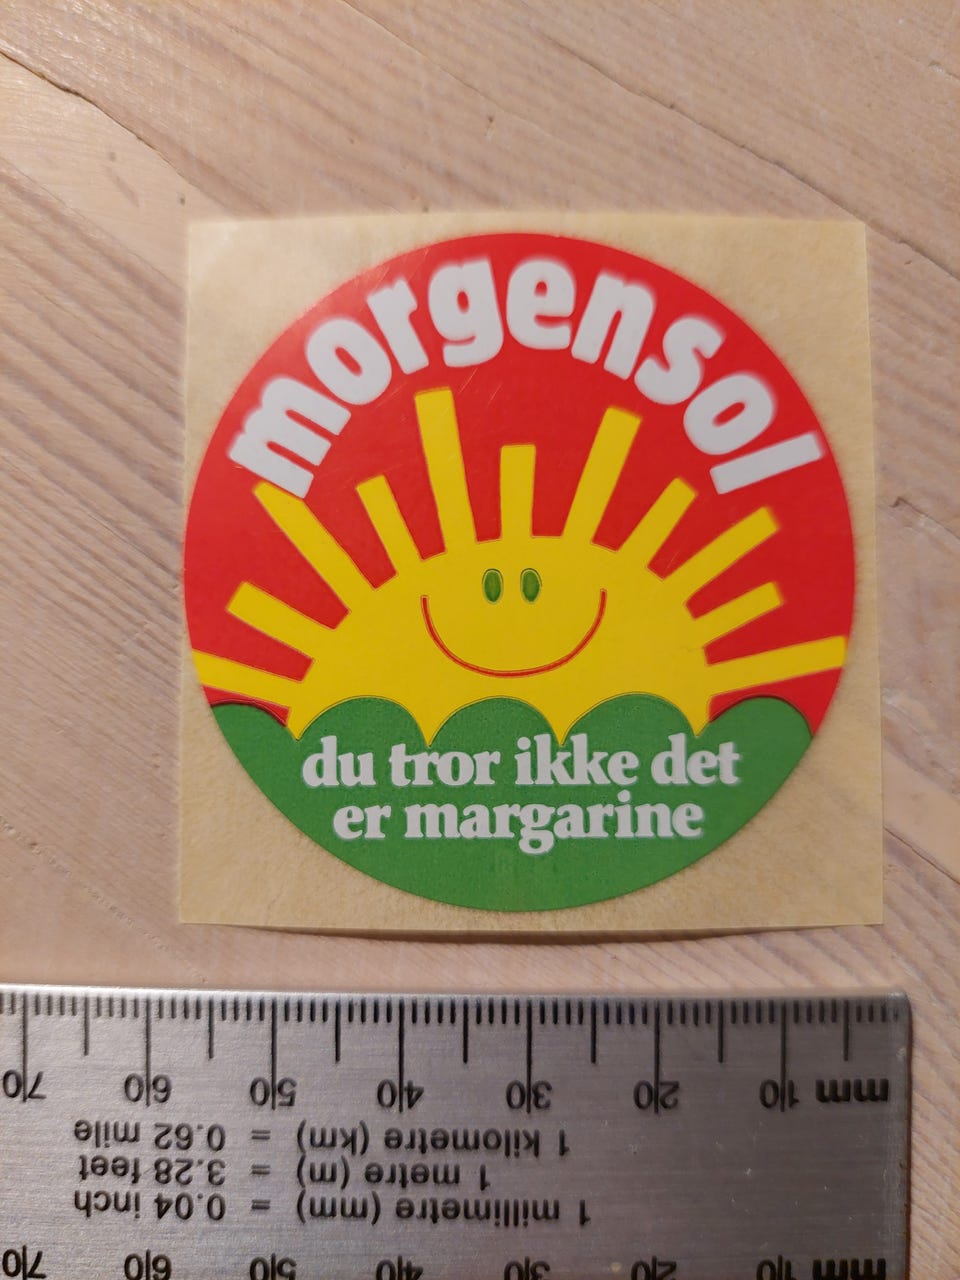 morgensol
du tror ikke det
er margarine
mm 10 20 30 40 50 60 70
1 kilometre (km) = 0.62 mile
1 metre (m) = 3.28 feet
1 millimetre (mm) = 0.04 inch
mm 10 20 30 40 50 60 70